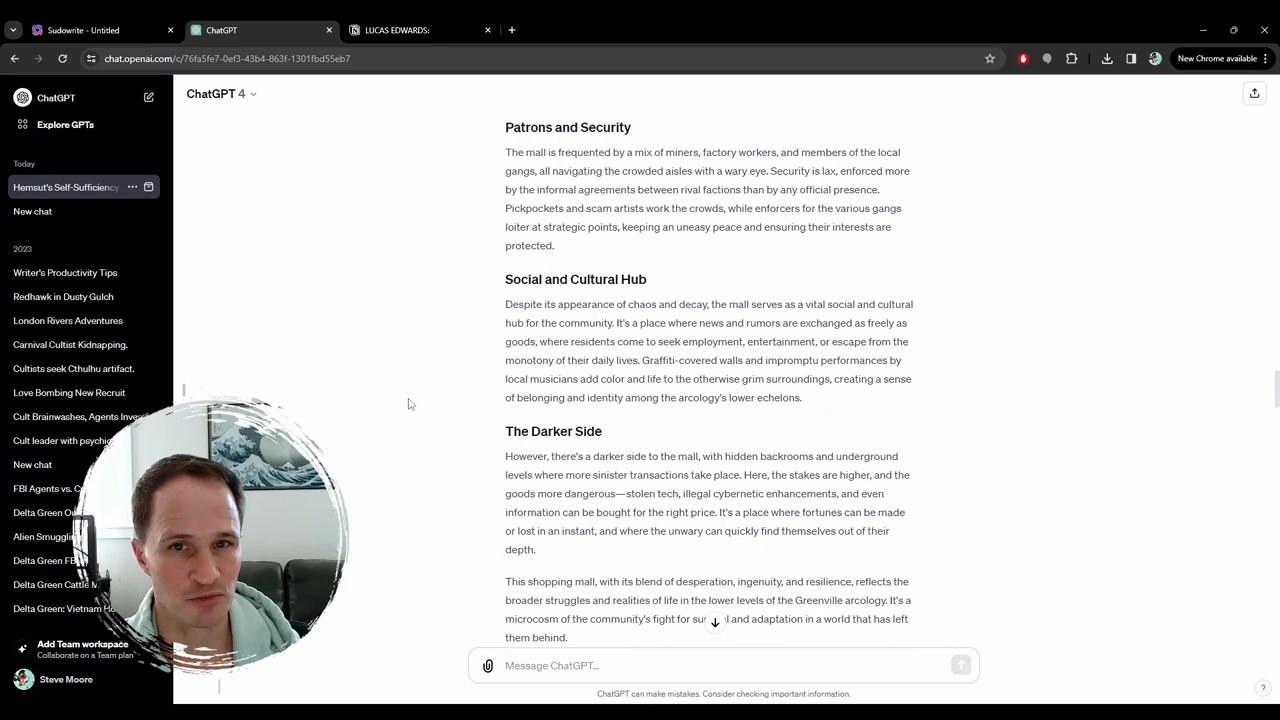 Sudowrite - Untitled
ChatGPT
LUCAS EDWARDS:
chat.openai.com/c/76fa5fe7-0ef3-43b4-863f-1301fbd55eb7
New Chrome available
ChatGPT
Explore GPTs
Today
Hemsut's Self-Sufficiency
New chat
2023
Writer's Productivity Tips
Redhawk in Dusty Gulch
London Rivers Adventures
Carnival Cultist Kidnapping.
Cultists seek Cthulhu artifact.
Love Bombing New Recruit
Cult Brainwashes, Agents Inve
Cult leader with psychic
New chat
FBI Agents vs. C
Delta Green Ou
Alien Smuggling
Delta Green FB
Delta Green Cattle M
Delta Green: Vietnam Ho
Add Team workspace
Collaborate on a Team plan
Steve Moore
ChatGPT 4
Patrons and Security
The mall is frequented by a mix of miners, factory workers, and members of the local
gangs, all navigating the crowded aisles with a wary eye. Security is lax, enforced more
by the informal agreements between rival factions than by any official presence.
Pickpockets and scam artists work the crowds, while enforcers for the various gangs
loiter at strategic points, keeping an uneasy peace and ensuring their interests are
protected.
Social and Cultural Hub
Despite its appearance of chaos and decay, the mall serves as a vital social and cultural
hub for the community. It's a place where news and rumors are exchanged as freely as
goods, where residents come to seek employment, entertainment, or escape from the
monotony of their daily lives. Graffiti-covered walls and impromptu performances by
local musicians add color and life to the otherwise grim surroundings, creating a sense
of belonging and identity among the arcology's lower echelons.
The Darker Side
However, there's a darker side to the mall, with hidden backrooms and underground
levels where more sinister transactions take place. Here, the stakes are higher, and the
goods more dangerous—stolen tech, illegal cybernetic enhancements, and even
information can be bought for the right price. It's a place where fortunes can be made
or lost in an instant, and where the unwary can quickly find themselves out of their
depth.
This shopping mall, with its blend of desperation, ingenuity, and resilience, reflects the
broader struggles and realities of life in the lower levels of the Greenville arcology. It's a
microcosm of the community's fight for su l and adaptation in a world that has left
them behind.
Message ChatGPT...
ChatGPT can make mistakes. Consider checking important information.
?